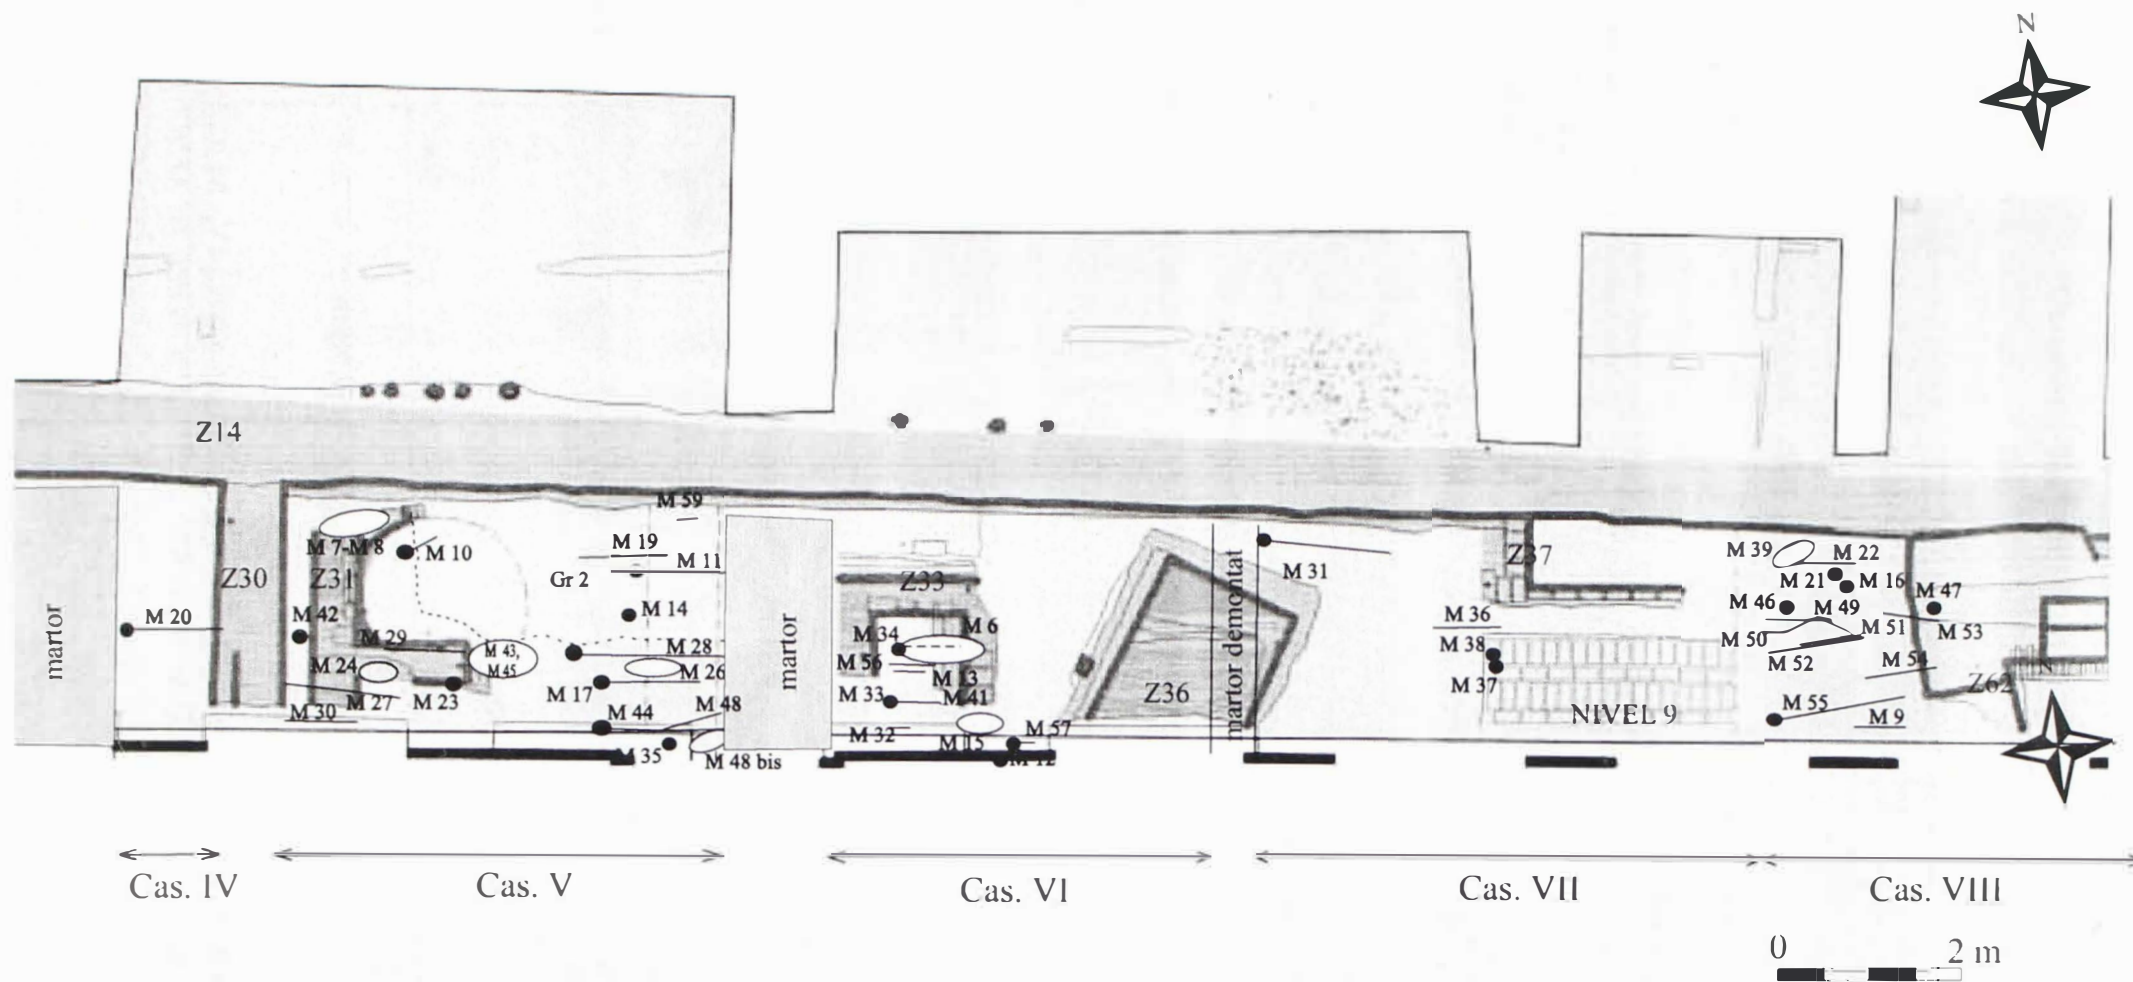 N
Z14
M 59
M 19
M 11
M 7-M 8
M 10
Gr 2
Z30
Z31
Z33
M 31
Z37
M 39
M 22
M 21
M 16
M 47
M 20
M 42
M 14
M 36
M 46
M 49
M 51
M 53
M 50
M 52
M 29
M 28
M 34
M 6
M 38
M 43,
M 45
M 24
M 26
M 56
M 13
M 54
M 27
M 23
M 17
M 33
M 41
M 37
Z36
Z62
M 30
M 44
M 48
M 32
M 15
M 57
NIVEL 9
M 55
M 9
M 48 bis
martor
martor
martor demontat
Cas. IV
Cas. V
Cas. VI
Cas. VII
Cas. VIII
0
2 m